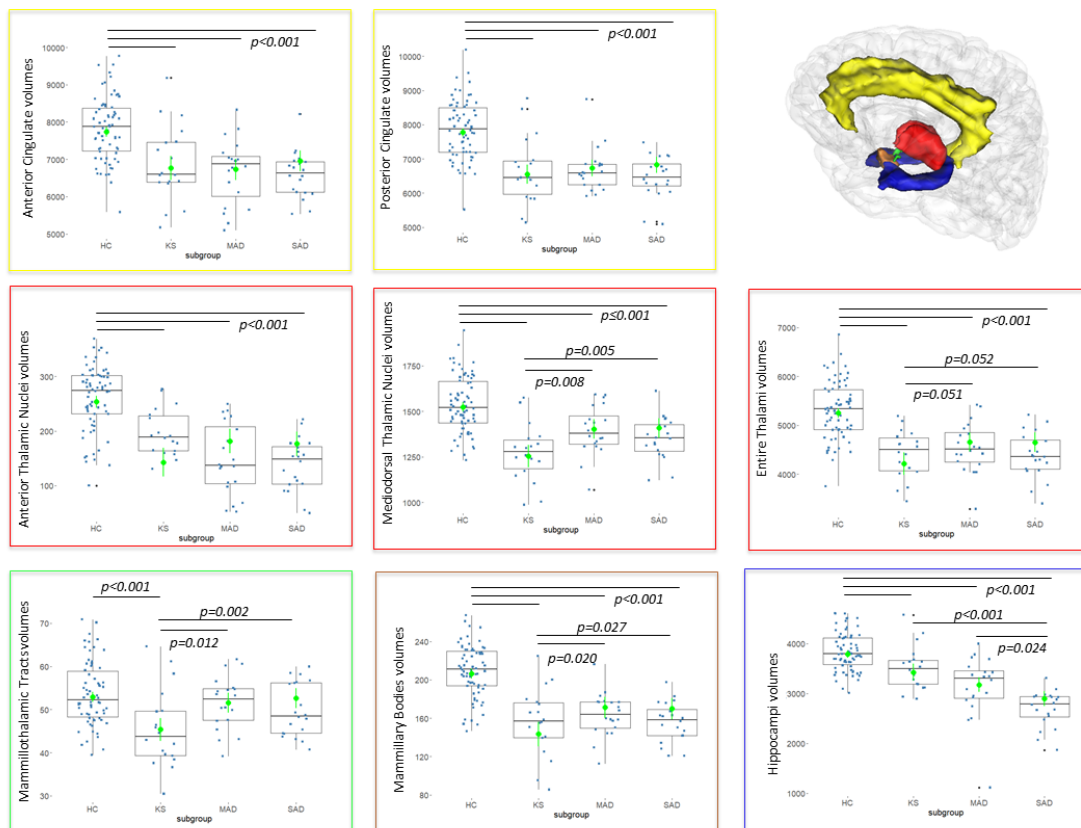 p<0.001
Anterior Cingulate volumes
10000
9000
8000
7000
6000
5000
HC KS MAD SAD
subgroup
p<0.001
Posterior Cingulate volumes
10000
9000
8000
7000
6000
5000
HC KS MAD SAD
subgroup
p<0.001
Anterior Thalamic Nuclei volumes
300
200
100
HC KS MAD SAD
subgroup
p≤0.001
p=0.005
p=0.008
Mediodorsal Thalamic Nuclei volumes
1750
1500
1250
1000
HC KS MAD SAD
subgroup
p<0.001
p=0.052
p=0.051
Entire Thalami volumes
7000
6000
5000
4000
HC KS MAD SAD
subgroup
p<0.001
p=0.002
p=0.012
Mammillothalamic Tracts volumes
70
60
50
40
30
HC KS MAD SAD
subgroup
p<0.001
p=0.027
p=0.020
Mammillary Bodies volumes
240
200
160
120
80
HC KS MAD SAD
subgroup
p<0.001
p<0.001
p=0.024
Hippocampi volumes
4000
3000
2000
1000
HC KS MAD SAD
subgroup